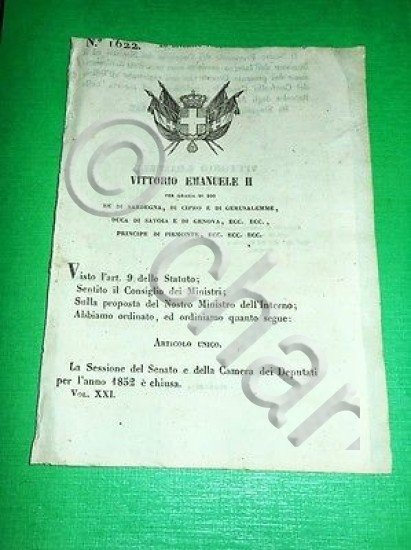 N.º 1622.
VITTORIO EMANUELE II
PER GRAZIA DI DIO
RE DI SARDEGNA, DI CIPRO E DI GERUSALEMME,
DUCA DI SAVOIA E DI GENOVA, ECC. ECC.,
PRINCIPE DI PIEMONTE, ECC. ECC. ECC.
Visto l'art. 9 dello Statuto;
Sentito il Consiglio dei Ministri;
Sulla proposta del Nostro Ministro dell'Interno;
Abbiamo ordinato, ed ordiniamo quanto segue:
ARTICOLO UNICO.
La Sessione del Senato e della Camera dei Deputati
per l'anno 1852 è chiusa.
VOL. XXI.
© char